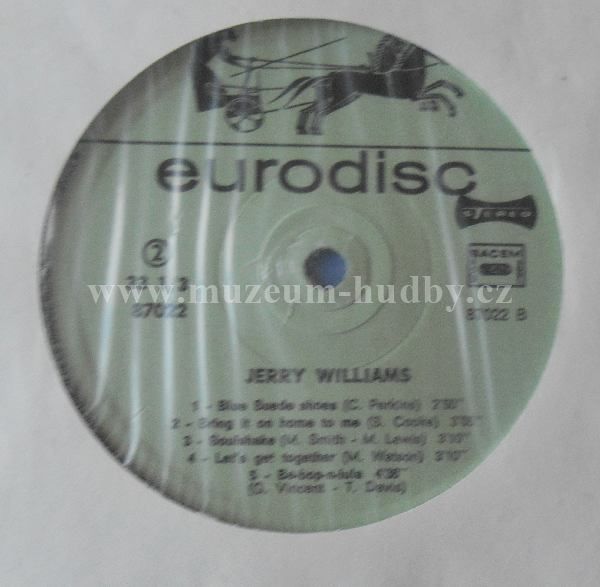 eurodisc
STEREO
②
33 1/3
87022
SACEM
87022 B
www.muzeum-hudby.cz
JERRY WILLIAMS
1 - Blue Suede shoes (C. Perkins) 2'50"
2 - Bring it on home to me (S. Cooke)
3 - Soulshake (M. Smith - M. Lewis) 3'10"
4 - Let's get together (M. Watson) 3'10"
5 - Be-bop-a-lula 4'38"
(G. Vincent - T. Davis)